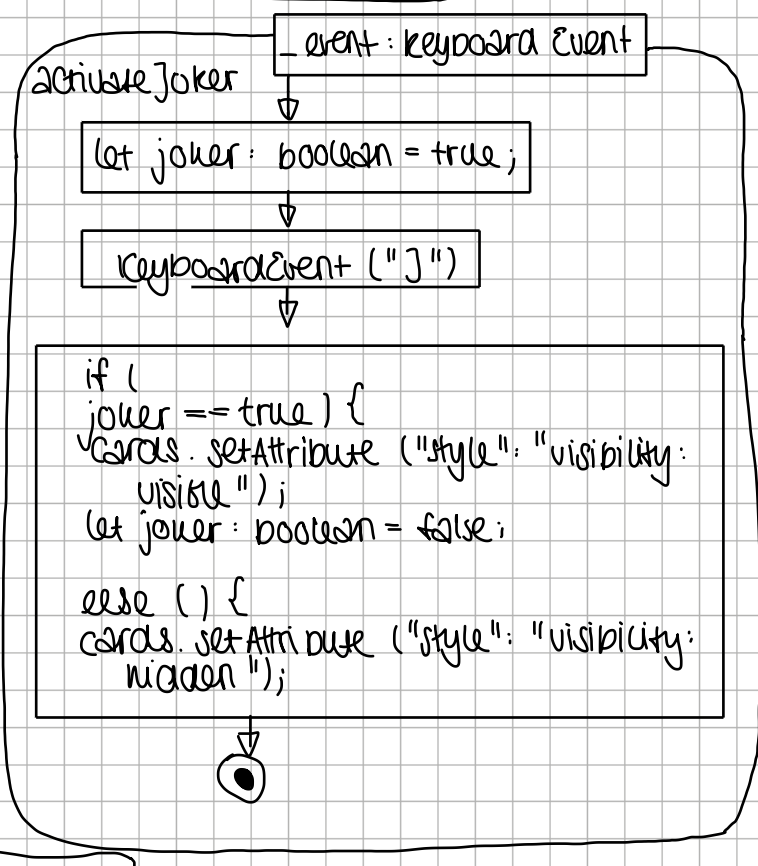 _event: Keyboard Event
activateJoker
let joker: boolean = true;
KeyboardEvent ("J")
if (
joker == true) {
cards. setAttribute ("style": "visibility:
visible");
let joker: boolean = false;
else () {
cards. setAttribute ("style": "visibility:
hidden");